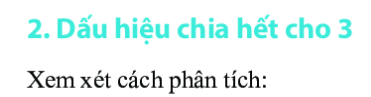 2. Dấu hiệu chia hết cho 3
Xem xét cách phân tích: